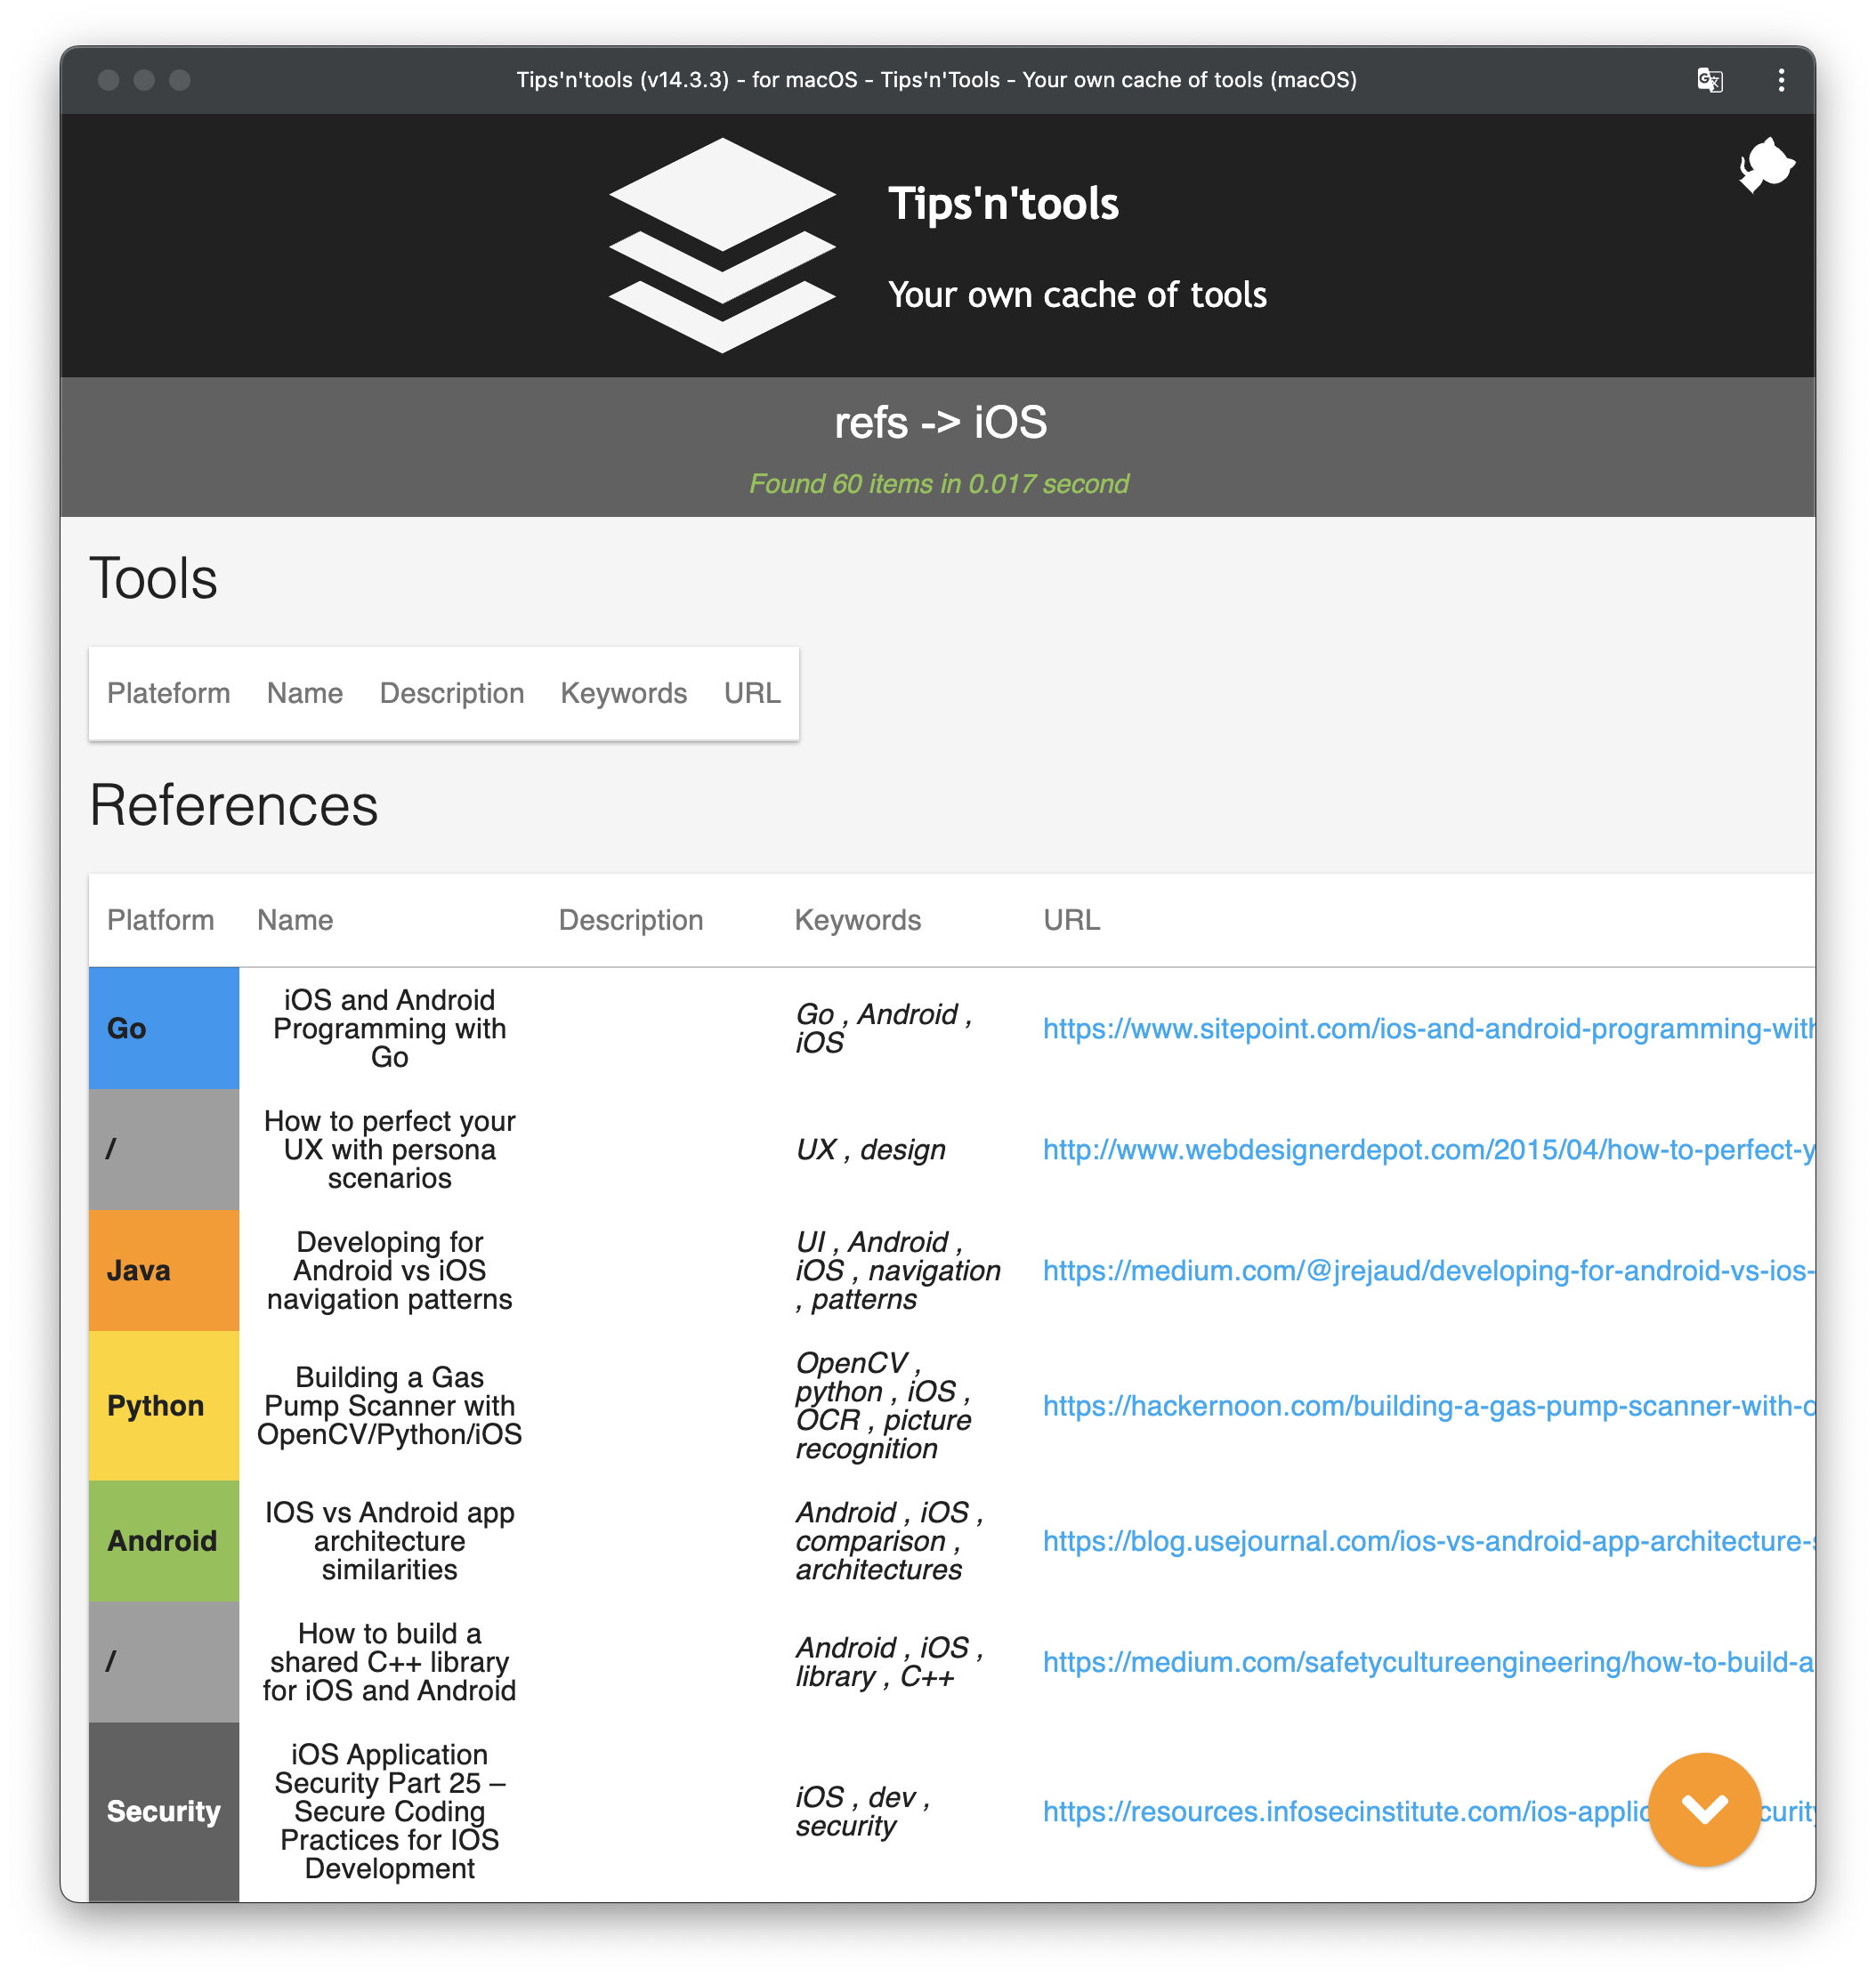 Tips'n'tools (v14.3.3) - for macOS - Tips'n'Tools - Your own cache of tools (macOS)
Tips'n'tools
Your own cache of tools
refs -> iOS
Found 60 items in 0.017 second
Tools
Plateform Name Description Keywords URL
References
Platform Name Description Keywords URL
Go
iOS and Android
Programming with
Go
Go , Android ,
iOS
https://www.sitepoint.com/ios-and-android-programming-with
/
How to perfect your
UX with persona
scenarios
UX , design
http://www.webdesignerdepot.com/2015/04/how-to-perfect-y
Java
Developing for
Android vs iOS
navigation patterns
UI , Android ,
iOS , navigation
, patterns
https://medium.com/@jrejaud/developing-for-android-vs-ios-
Python
Building a Gas
Pump Scanner with
OpenCV/Python/iOS
OpenCV ,
python , iOS ,
OCR , picture
recognition
https://hackernoon.com/building-a-gas-pump-scanner-with-o
Android
IOS vs Android app
architecture
similarities
Android , iOS ,
comparison ,
architectures
https://blog.usejournal.com/ios-vs-android-app-architecture-s
/
How to build a
shared C++ library
for iOS and Android
Android , iOS ,
library , C++
https://medium.com/safetycultureengineering/how-to-build-a
Security
iOS Application
Security Part 25 –
Secure Coding
Practices for IOS
Development
iOS , dev ,
security
https://resources.infosecinstitute.com/ios-applic curity